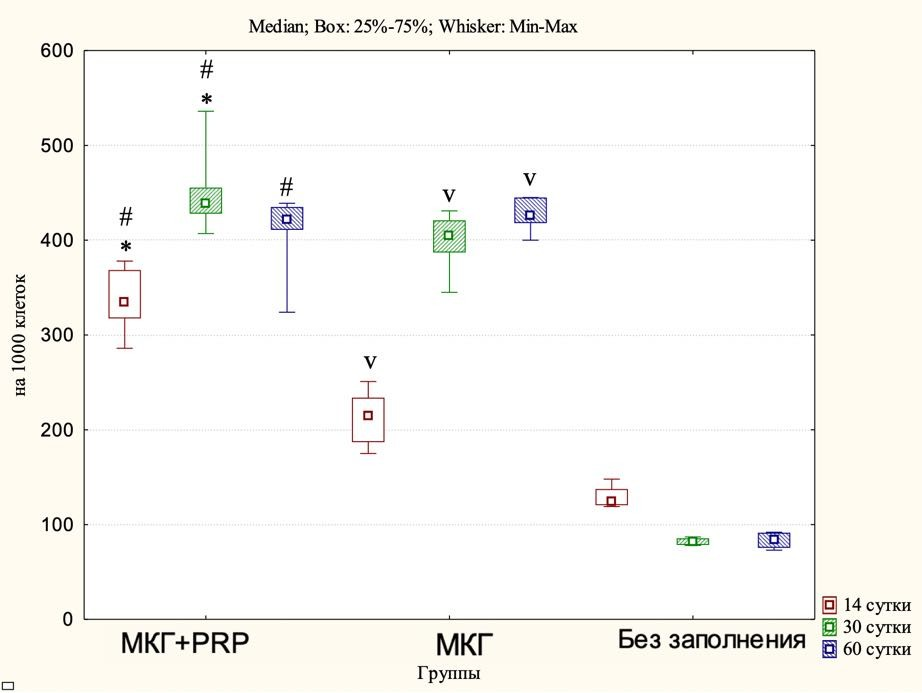 Median; Box: 25%-75%; Whisker: Min-Max
600
500
400
300
200
100
0
на 1000 клеток
#
*
#
*
#
v
v
v
МКГ+PRP
МКГ
Без заполнения
Группы
14 сутки
30 сутки
60 сутки